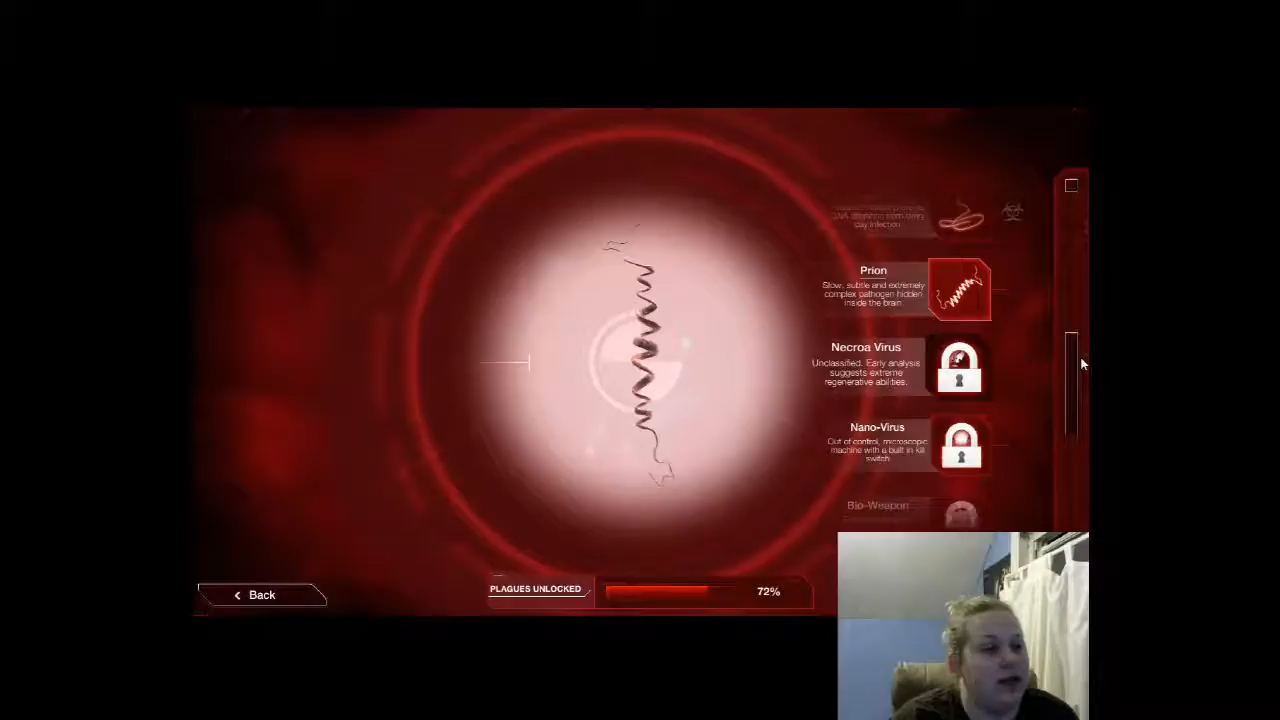 day infection
Prion
Slow, subtle and extremely
complex pathogen hidden
inside the brain
Necroa Virus
Unclassified. Early analysis
suggests extreme
regenerative abilities.
Nano-Virus
Out of control, microscopic
machine with a built in kill
switch.
Bio-Weapon
Back
PLAGUES UNLOCKED
72%